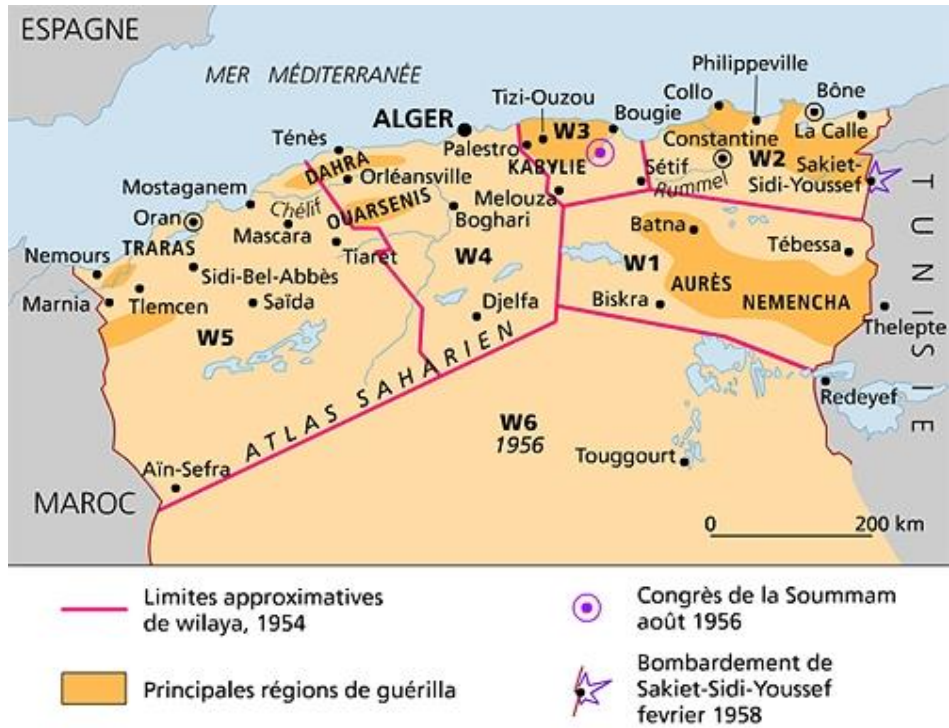 ESPAGNE
MER MÉDITERRANÉE
Philippeville
Tizi-Ouzou
Collo
Bône
ALGER
Bougie
Ténès
W3
Constantine
La Calle
Palestro
KABYLIE
W2
DAHRA
Sétif
Sakiet-
Sidi-Youssef
Rummel
Orléansville
Mostaganem
Melouza
Chélif
OUARSENIS
Boghari
Oran
Mascara
Batna
TRARAS
Tiaret
Tébessa
Nemours
W4
W1
Sidi-Bel-Abbès
AURÈS
Marnia
Tlemcen
Saïda
Djelfa
Biskra
NEMENCHA
W5
Thelepte
TUNISIE
ATLAS SAHARIEN
Redeyef
W6
1956
Touggourt
Aïn-Sefra
MAROC
0 200 km
Limites approximatives
de wilaya, 1954
Congrès de la Soummam
août 1956
Principales régions de guérilla
Bombardement de
Sakiet-Sidi-Youssef
fevrier 1958